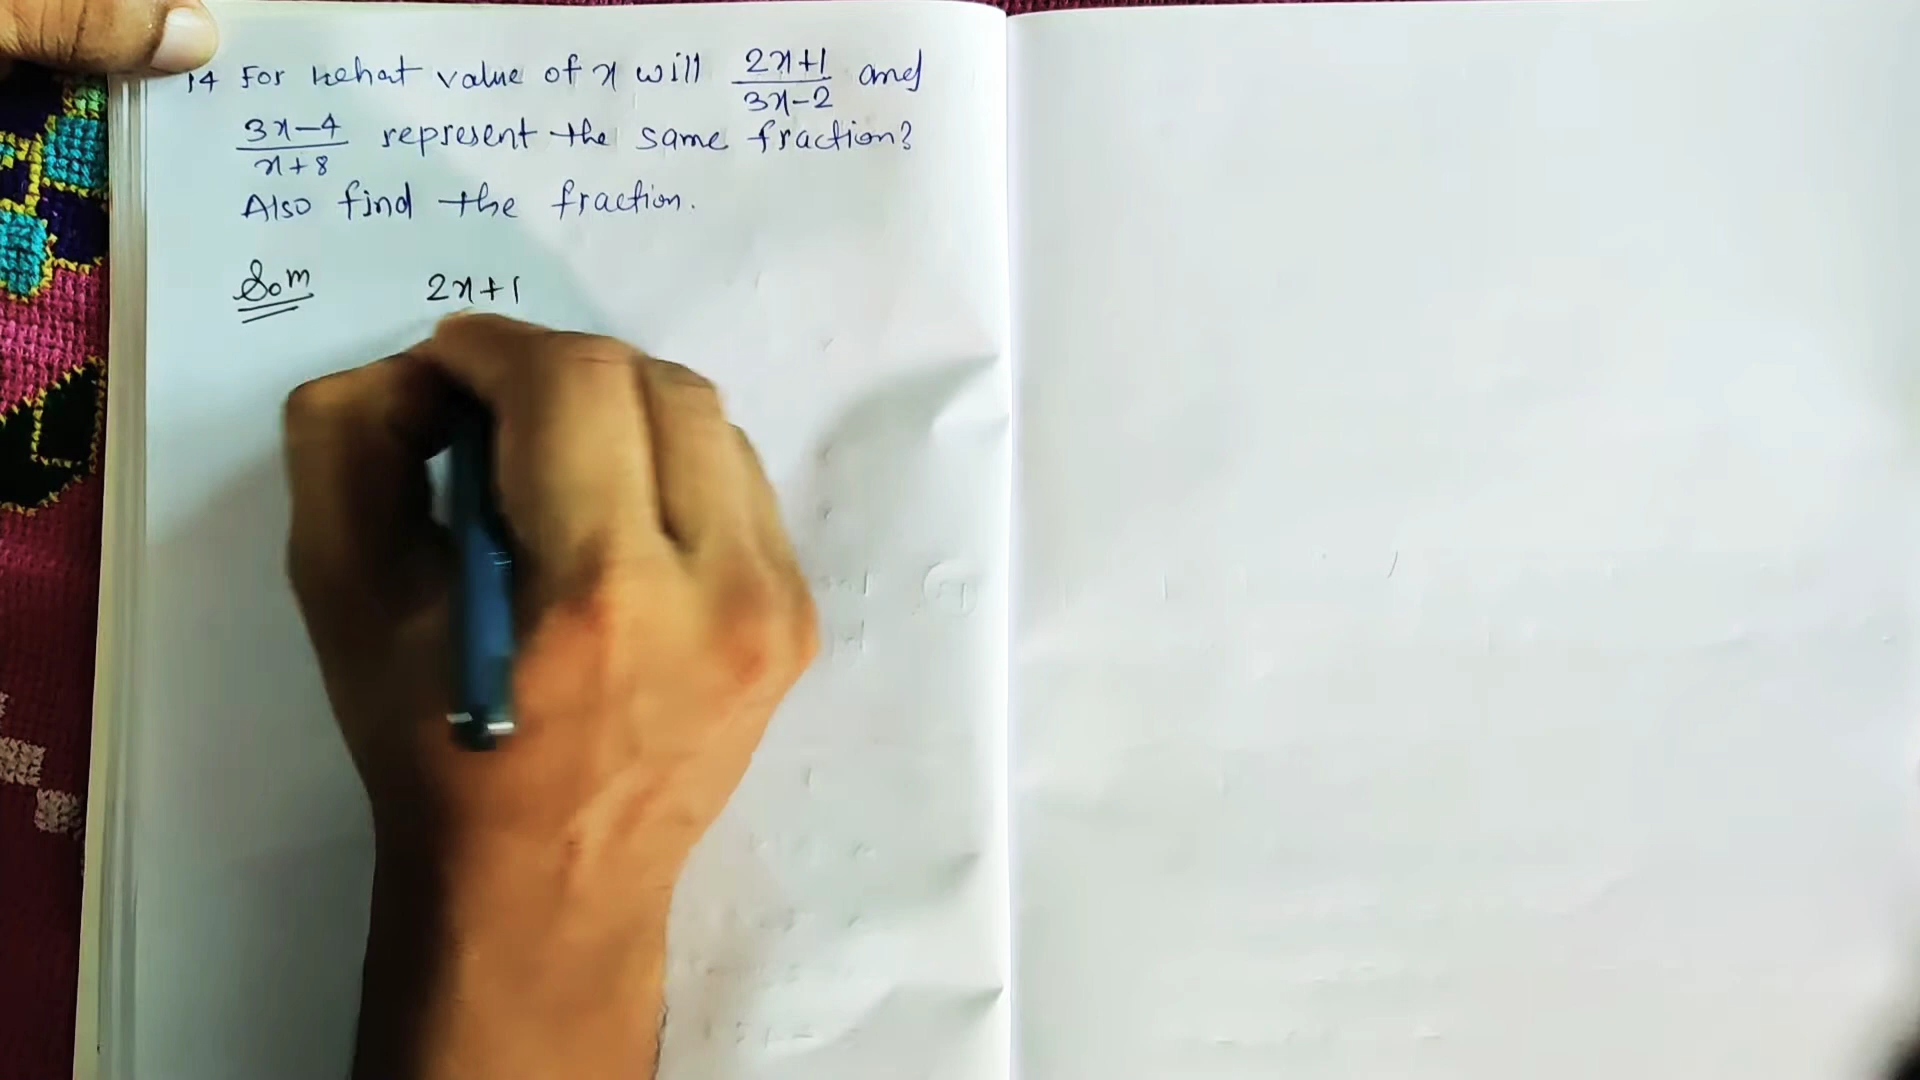 14 For what value of x will (2x+1)/(3x-2) and
(3x-4)/(x+8) represent the same fraction?
Also find the fraction.
Som 2x+1